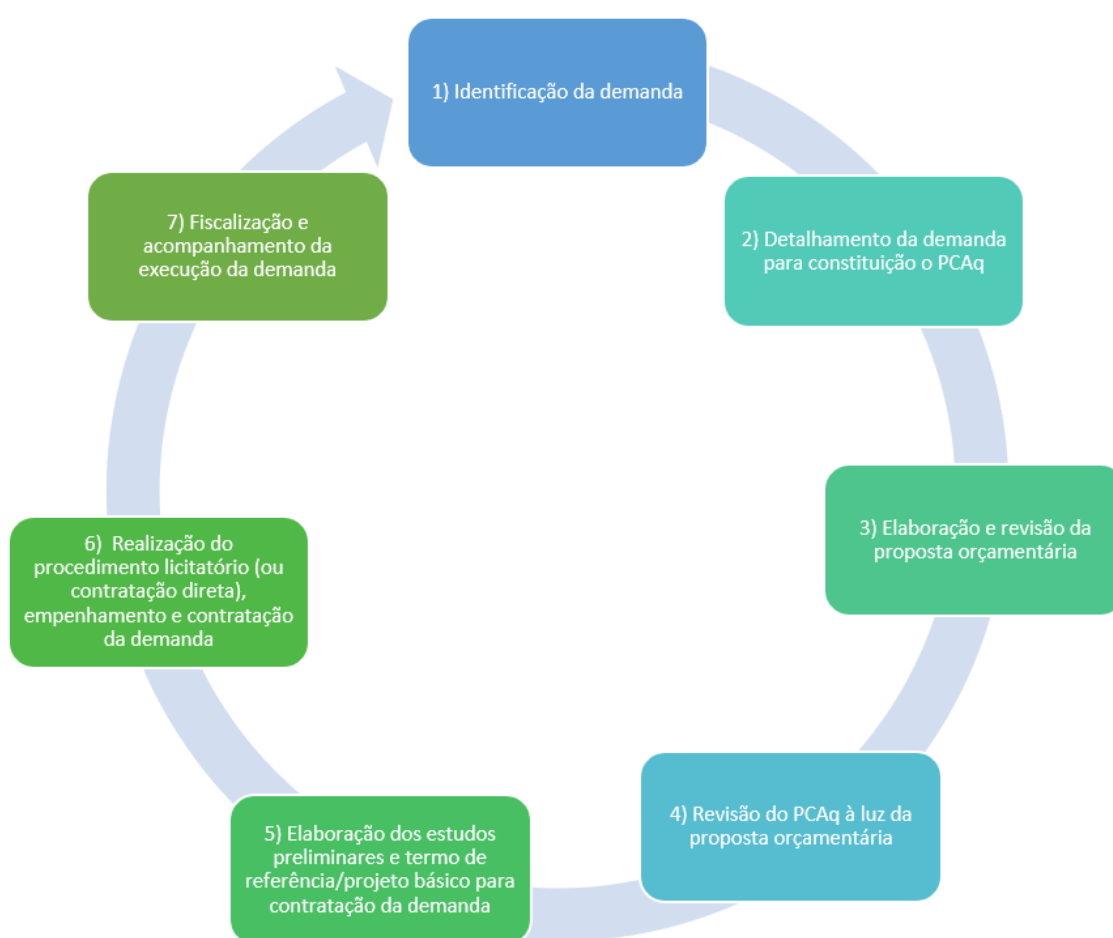 1) Identificação da demanda
2) Detalhamento da demanda
para constituição o PCAq
3) Elaboração e revisão da
proposta orçamentária
4) Revisão do PCAq à luz da
proposta orçamentária
5) Elaboração dos estudos
preliminares e termo de
referência/projeto básico para
contratação da demanda
6) Realização do
procedimento licitatório (ou
contratação direta),
empenhamento e contratação
da demanda
7) Fiscalização e
acompanhamento da
execução da demanda